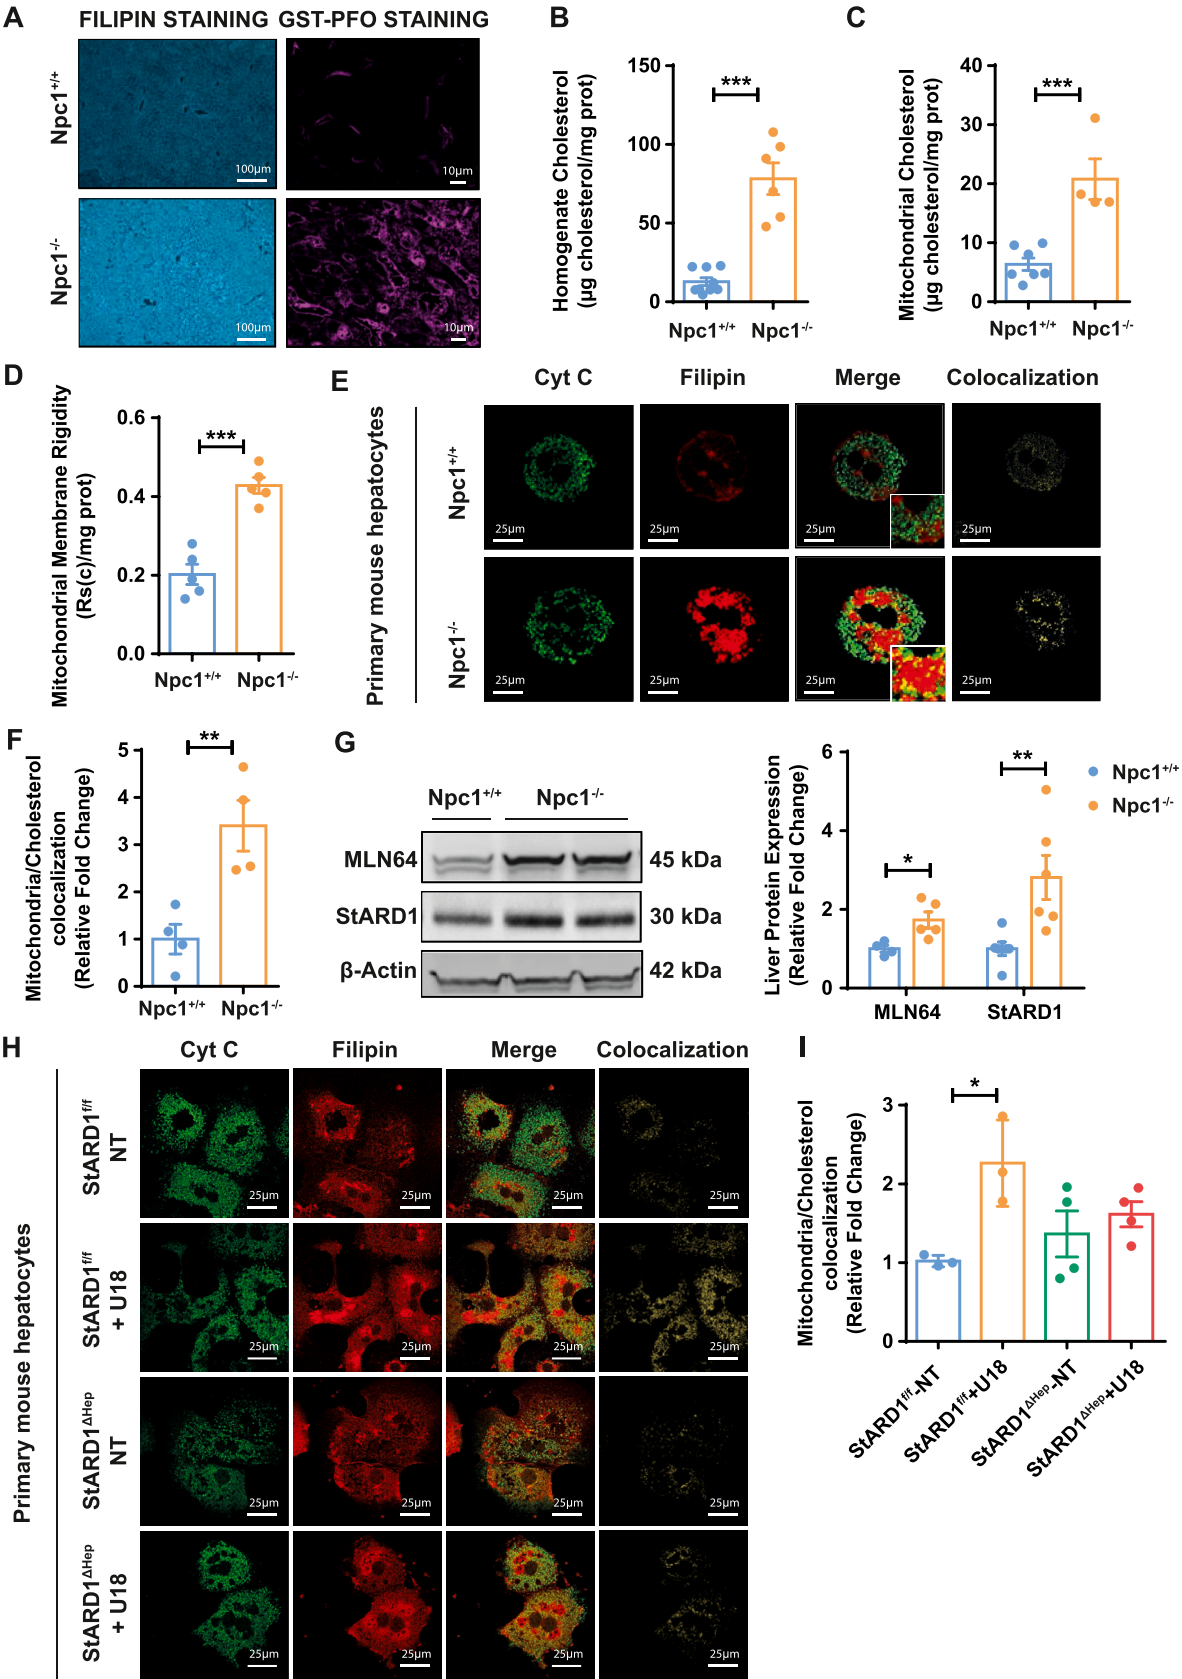 A
FILIPIN STAINING GST-PFO STAINING
Npc1+/+
100µm
10µm
Npc1-/-
100µm
10µm
B
Homogenate Cholesterol
(µg cholesterol/mg prot)
150
100
50
0
***
Npc1+/+ Npc1-/-
C
Mitochondrial Cholesterol
(µg cholesterol/mg prot)
40
30
20
10
0
***
Npc1+/+ Npc1-/-
D
Mitochondrial Membrane Rigidity
(Rs(c)/mg prot)
0.6
0.4
0.2
0.0
***
Npc1+/+ Npc1-/-
E
Cyt C Filipin Merge Colocalization
Primary mouse hepatocytes
Npc1+/+
25µm 25µm 25µm 25µm
Npc1-/-
25µm 25µm 25µm 25µm
F
Mitochondria/Cholesterol
colocalization
(Relative Fold Change)
5
4
3
2
1
0
**
Npc1+/+ Npc1-/-
G
Npc1+/+ Npc1-/-
MLN64 45 kDa
StARD1 30 kDa
β-Actin 42 kDa
Liver Protein Expression
(Relative Fold Change)
6
4
2
0
*
**
MLN64 StARD1
Npc1+/+
Npc1-/-
H
Cyt C Filipin Merge Colocalization
Primary mouse hepatocytes
StARD1f/f
NT
25µm 25µm 25µm 25µm
StARD1f/f
+ U18
25µm 25µm 25µm 25µm
StARD1ΔHep
NT
25µm 25µm 25µm 25µm
StARD1ΔHep
+ U18
25µm 25µm 25µm 25µm
I
Mitochondria/Cholesterol
colocalization
(Relative Fold Change)
3
2
1
0
*
StARD1f/f-NT
StARD1f/f+U18
StARD1ΔHep-NT
StARD1ΔHep+U18